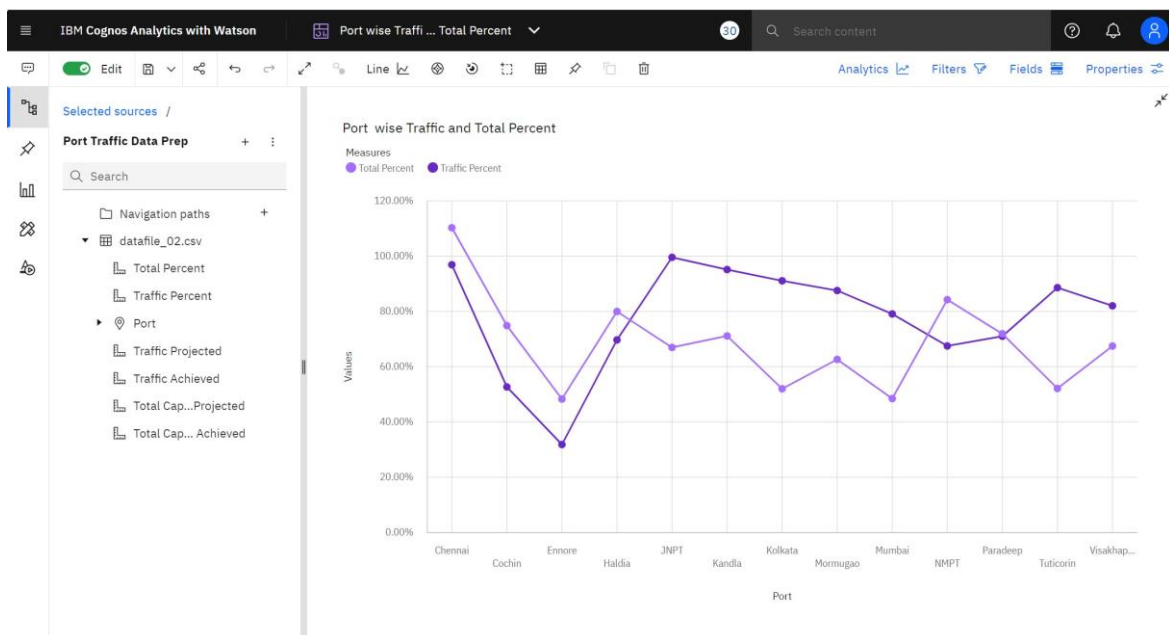 IBM Cognos Analytics with Watson
Port wise Traffi ... Total Percent
30
Search content
Edit
Line
Analytics
Filters
Fields
Properties
Selected sources /
Port Traffic Data Prep
Search
Navigation paths
datafile_02.csv
Total Percent
Traffic Percent
Port
Traffic Projected
Traffic Achieved
Total Cap...Projected
Total Cap... Achieved
Port wise Traffic and Total Percent
Measures
Total Percent Traffic Percent
120.00%
100.00%
80.00%
60.00%
40.00%
20.00%
0.00%
Values
Chennai Ennore JNPT Kolkata Mumbai Paradeep Visakhap...
Cochin Haldia Kandla Mormugao NMPT Tuticorin
Port